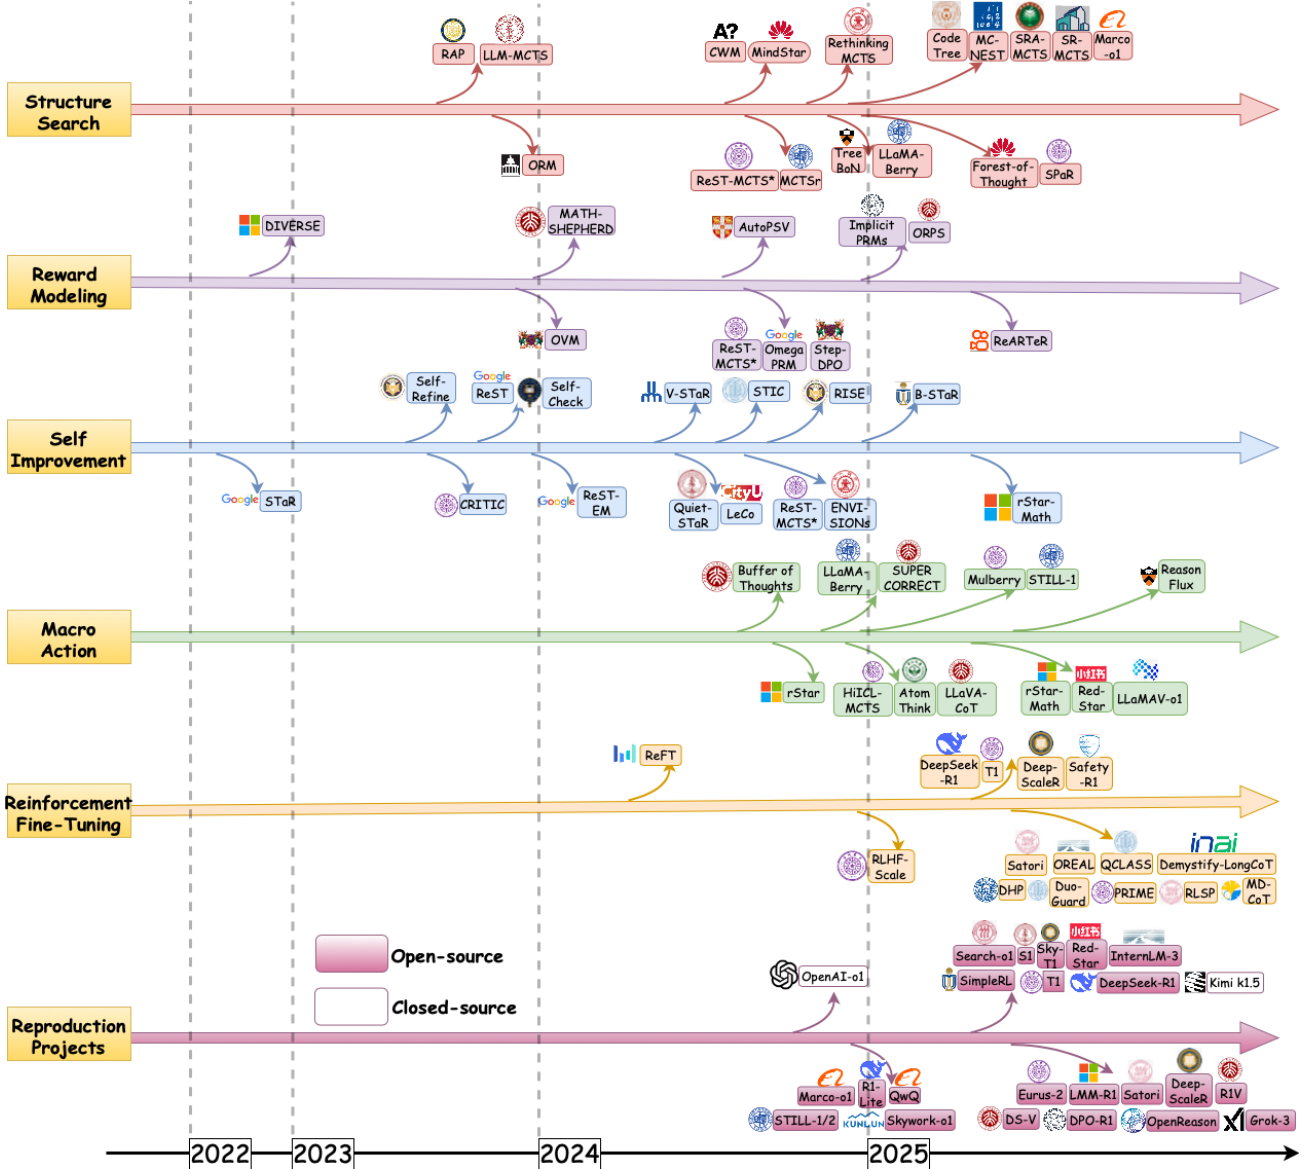 A?
RAP
LLM-MCTS
CWM
MindStar
Rethinking
MCTS
Code
Tree
MC-
NEST
SRA-
MCTS
SR-
MCTS
Marco
-o1
Structure
Search
ORM
ReST-MCTS*
MCTSr
Tree
BoN
LLaMA-
Berry
Forest-of-
Thought
SPaR
DIVERSE
MATH-
SHEPHERD
AutoPSV
Implicit
PRMs
ORPS
Reward
Modeling
OVM
ReST-
MCTS*
Google
Omega
PRM
Step-
DPO
ReARTeR
Self-
Refine
Google
ReST
Self-
Check
V-STaR
STIC
RISE
B-STaR
Self
Improvement
Google
STaR
CRITIC
Google
ReST-
EM
Quiet-
STaR
CityU
LeCo
ReST-
MCTS*
ENVI-
SIONs
rStar-
Math
Buffer of
Thoughts
LLaMA-
Berry
SUPER
CORRECT
Mulberry
STILL-1
Reason
Flux
Macro
Action
rStar
HiICL-
MCTS
Atom
Think
LLaVA-
CoT
rStar-
Math
小红书
Red-
Star
LLaMAV-o1
ReFT
DeepSeek
-R1
T1
Deep-
ScaleR
Safety
-R1
Reinforcement
Fine-Tuning
RLHF-
Scale
Satori
OREAL
QCLASS
inai
Demystify-LongCoT
DHP
Duo-
Guard
PRIME
RLSP
MD-
CoT
Open-source
Closed-source
OpenAI-o1
Search-o1
S1
Sky-
T1
小红书
Red-
Star
InternLM-3
SimpleRL
T1
DeepSeek-R1
Kimi k1.5
Reproduction
Projects
Marco-o1
R1-
Lite
QwQ
STILL-1/2
KUNLUN
Skywork-o1
Eurus-2
LMM-R1
Satori
Deep-
ScaleR
R1V
DS-V
DPO-R1
OpenReason
Grok-3
2022
2023
2024
2025